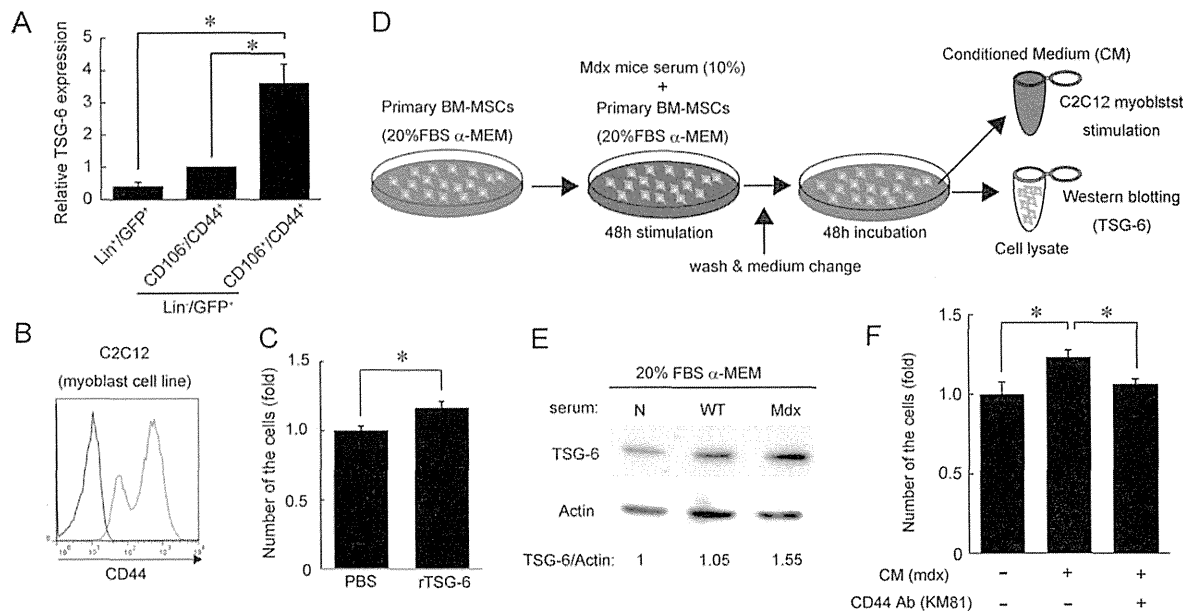 A
Relative TSG-6 expression
5
4
3
2
1
0
*
*
Lin⁺/GFP⁺
CD106⁻/CD44⁺
CD106⁺/CD44⁺
Lin⁻/GFP⁺
D
Primary BM-MSCs
(20%FBS α-MEM)
Mdx mice serum (10%)
+
Primary BM-MSCs
(20%FBS α-MEM)
48h stimulation
wash & medium change
48h incubation
Conditioned Medium (CM)
C2C12 myoblstst
stimulation
Western blotting
(TSG-6)
Cell lysate
B
C2C12
(myoblast cell line)
10⁰ 10¹ 10² 10³ 10⁴
CD44
C
Number of the cells (fold)
1.5
1.0
0.5
0
*
PBS rTSG-6
E
20% FBS α-MEM
serum: N WT Mdx
TSG-6
Actin
TSG-6/Actin: 1 1.05 1.55
F
Number of the cells (fold)
1.5
1.0
0.5
0
* *
CM (mdx) - + +
CD44 Ab (KM81) - - +